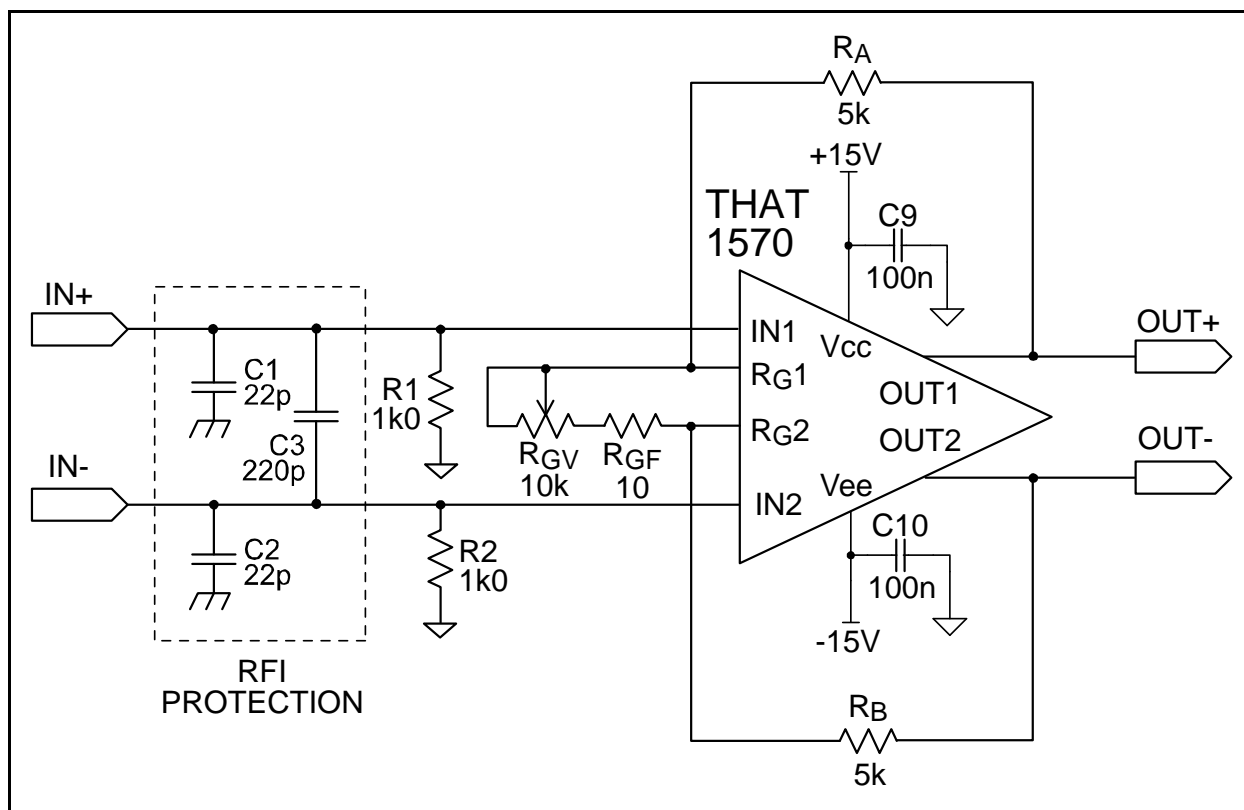 RA
5k
+15V
THAT
1570
C9
100n
IN+
IN1
Vcc
OUT+
C1
22p
R1
1k0
RG1
OUT1
C3
220p
RG2
OUT2
IN-
RGV
10k
RGF
10
OUT-
Vee
IN2
C2
22p
R2
1k0
C10
100n
-15V
RFI
PROTECTION
RB
5k